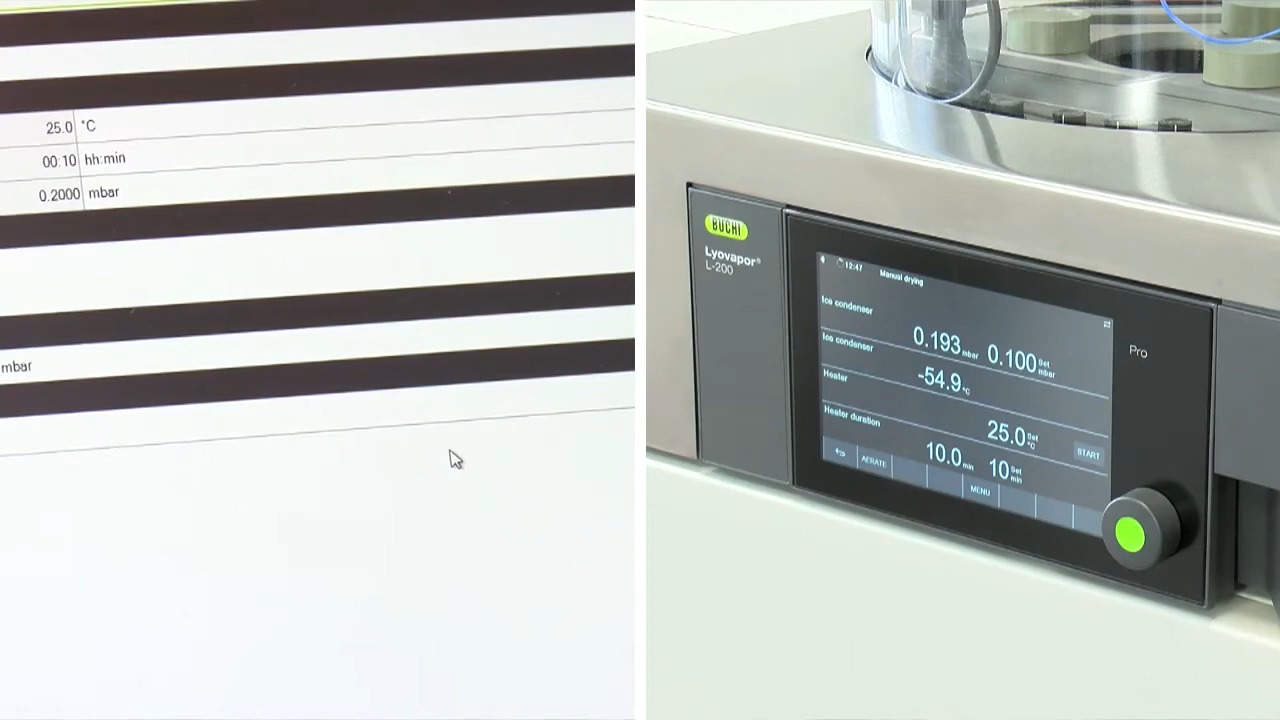 25.0 °C
00:10 hh:min
0.2000 mbar
mbar
BUCHI
Lyovapor®
L-200
12:47 Manual drying
Ice condenser
0.193 mbar 0.100 Set mbar
Ice condenser
-54.9 °C
Heater
25.0 Set °C
Heater duration
10.0 min 10 Set min
START
AERATE
MENU
Pro